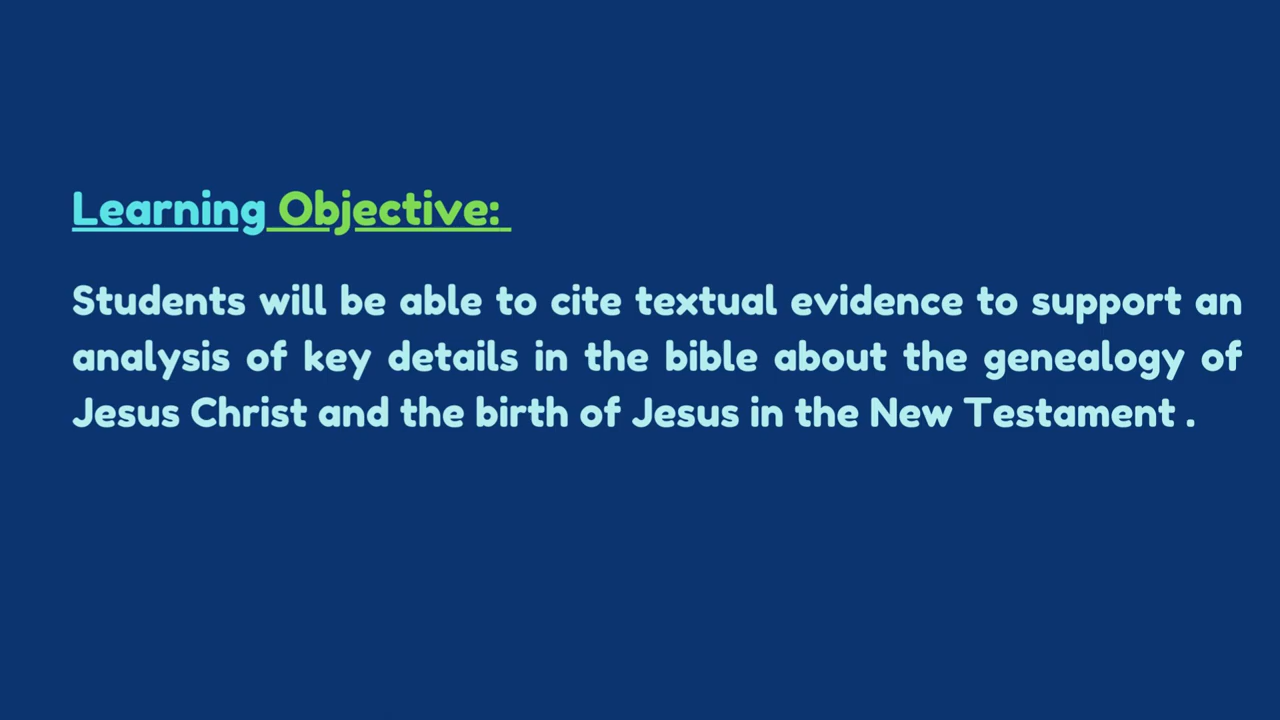 Learning Objective:
Students will be able to cite textual evidence to support an
analysis of key details in the bible about the genealogy of
Jesus Christ and the birth of Jesus in the New Testament .